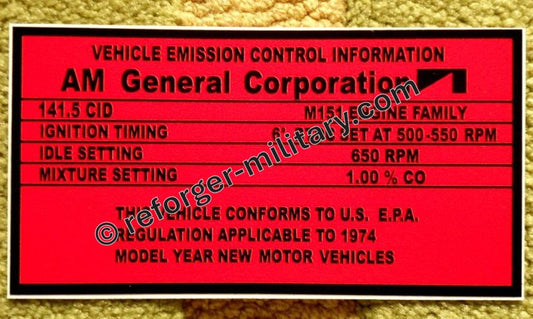 VEHICLE EMISSION CONTROL INFORMATION
AM General Corporation
141.5 CID M151 ENGINE FAMILY
IGNITION TIMING SET AT 500-550 RPM
IDLE SETTING 650 RPM
MIXTURE SETTING 1.00 % CO
THIS VEHICLE CONFORMS TO U.S. E.P.A.
REGULATION APPLICABLE TO 1974
MODEL YEAR NEW MOTOR VEHICLES
©reforger-military.com